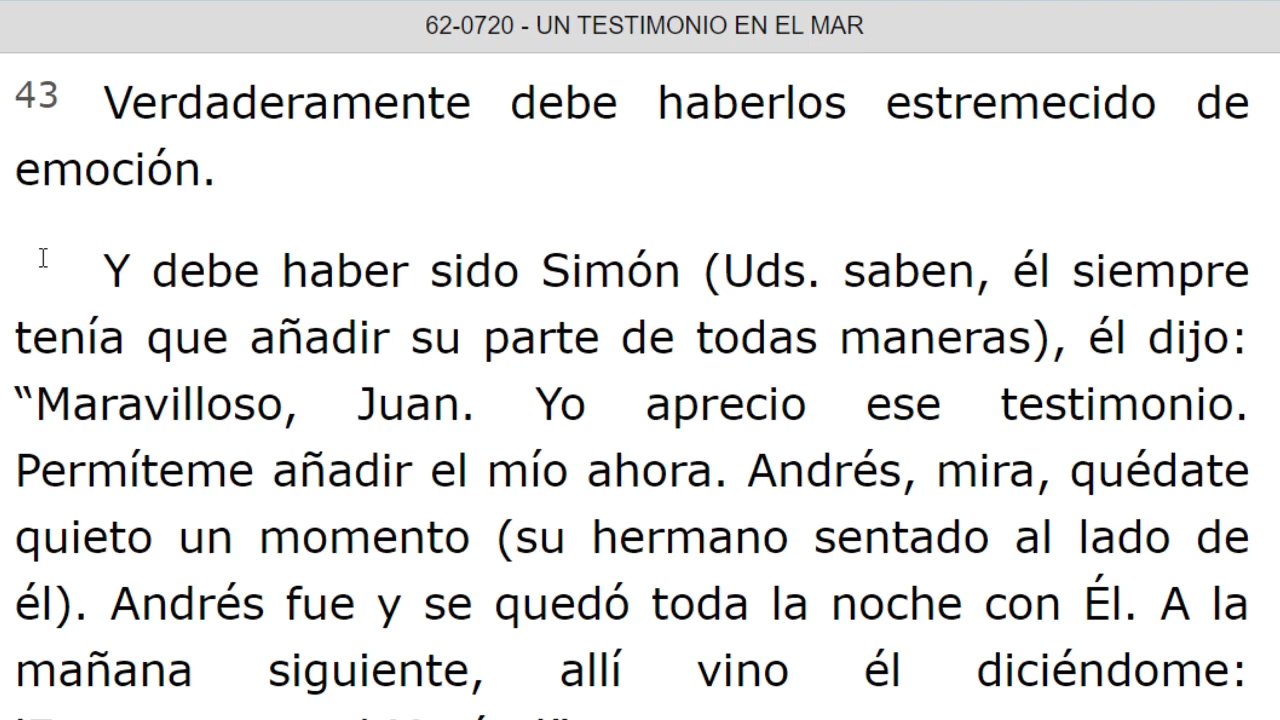 62-0720 - UN TESTIMONIO EN EL MAR
43 Verdaderamente debe haberlos estremecido de
emoción.
Y debe haber sido Simón (Uds. saben, él siempre
tenía que añadir su parte de todas maneras), él dijo:
“Maravilloso, Juan. Yo aprecio ese testimonio.
Permíteme añadir el mío ahora. Andrés, mira, quédate
quieto un momento (su hermano sentado al lado de
él). Andrés fue y se quedó toda la noche con Él. A la
mañana siguiente, allí vino él diciéndome: